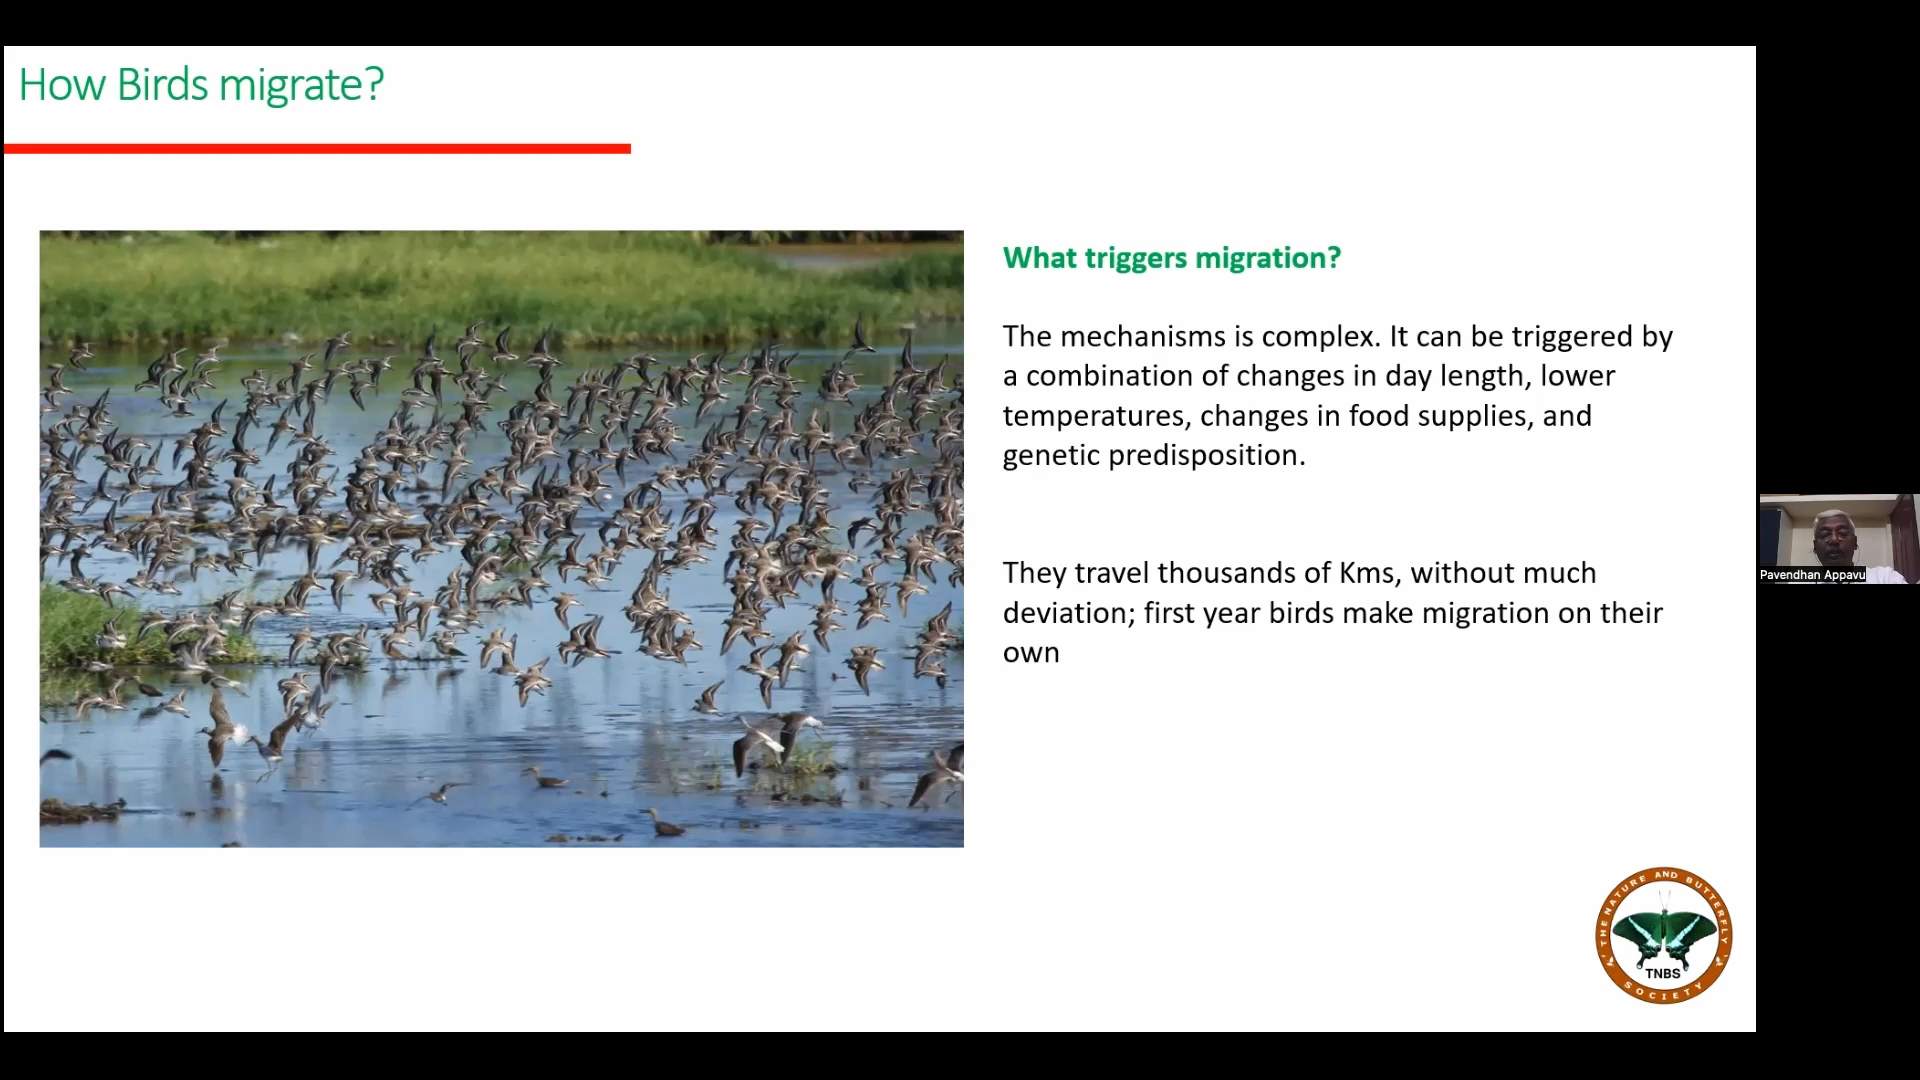 How Birds migrate?
What triggers migration?
The mechanisms is complex. It can be triggered by
a combination of changes in day length, lower
temperatures, changes in food supplies, and
genetic predisposition.
They travel thousands of Kms, without much
deviation; first year birds make migration on their
own
Pavendhan Appavu
THE NATURE AND BUTTERFLY
TNBS
SOCIETY